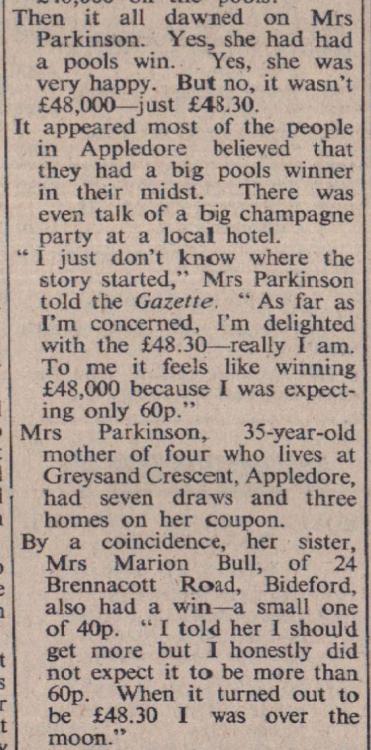 £48,000 on the pools.
Then it all dawned on Mrs
Parkinson. Yes, she had had
a pools win. Yes, she was
very happy. But no, it wasn't
£48,000—just £48.30.
It appeared most of the people
in Appledore believed that
they had a big pools winner
in their midst. There was
even talk of a big champagne
party at a local hotel.
“ I just don't know where the
story started,” Mrs Parkinson
told the Gazette. “ As far as
I'm concerned, I'm delighted
with the £48.30—really I am.
To me it feels like winning
£48,000 because I was expect-
ing only 60p.”
Mrs Parkinson, 35-year-old
mother of four who lives at
Greysand Crescent, Appledore,
had seven draws and three
homes on her coupon.
By a coincidence, her sister,
Mrs Marion Bull, of 24
Brennacott Road, Bideford,
also had a win—a small one
of 40p. “ I told her I should
get more but I honestly did
not expect it to be more than
60p. When it turned out to
be £48.30 I was over the
moon.”